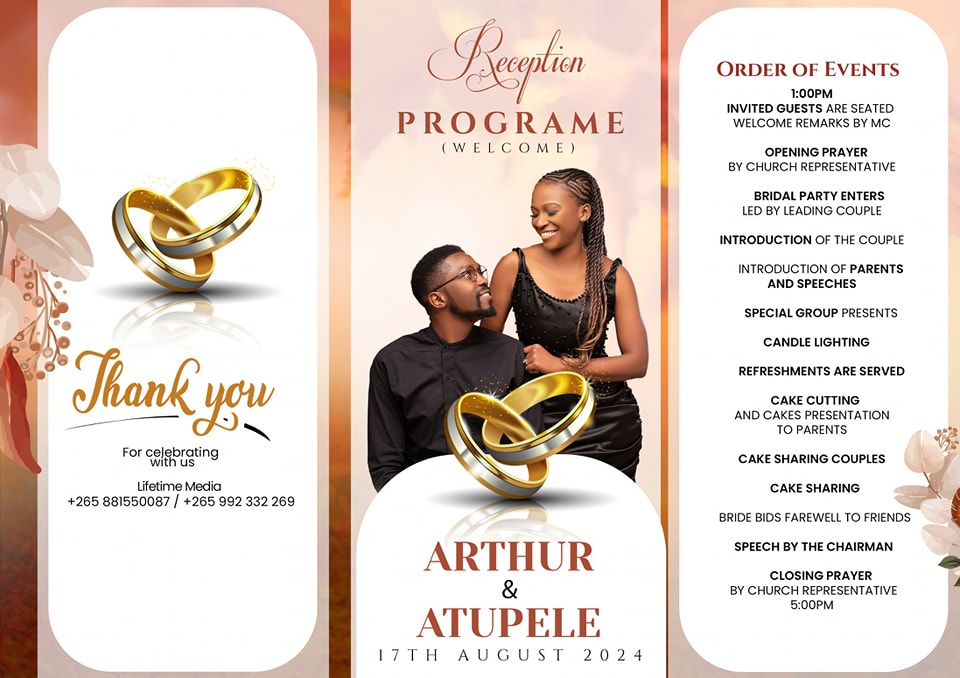 Thank you
For celebrating
with us
Lifetime Media
+265 881550087 / +265 992 332 269
Reception
PROGRAME
(WELCOME)
ARTHUR
&
ATUPELE
17TH AUGUST 2024
ORDER OF EVENTS
1:00PM
INVITED GUESTS ARE SEATED
WELCOME REMARKS BY MC
OPENING PRAYER
BY CHURCH REPRESENTATIVE
BRIDAL PARTY ENTERS
LED BY LEADING COUPLE
INTRODUCTION OF THE COUPLE
INTRODUCTION OF PARENTS
AND SPEECHES
SPECIAL GROUP PRESENTS
CANDLE LIGHTING
REFRESHMENTS ARE SERVED
CAKE CUTTING
AND CAKES PRESENTATION
TO PARENTS
CAKE SHARING COUPLES
CAKE SHARING
BRIDE BIDS FAREWELL TO FRIENDS
SPEECH BY THE CHAIRMAN
CLOSING PRAYER
BY CHURCH REPRESENTATIVE
5:00PM